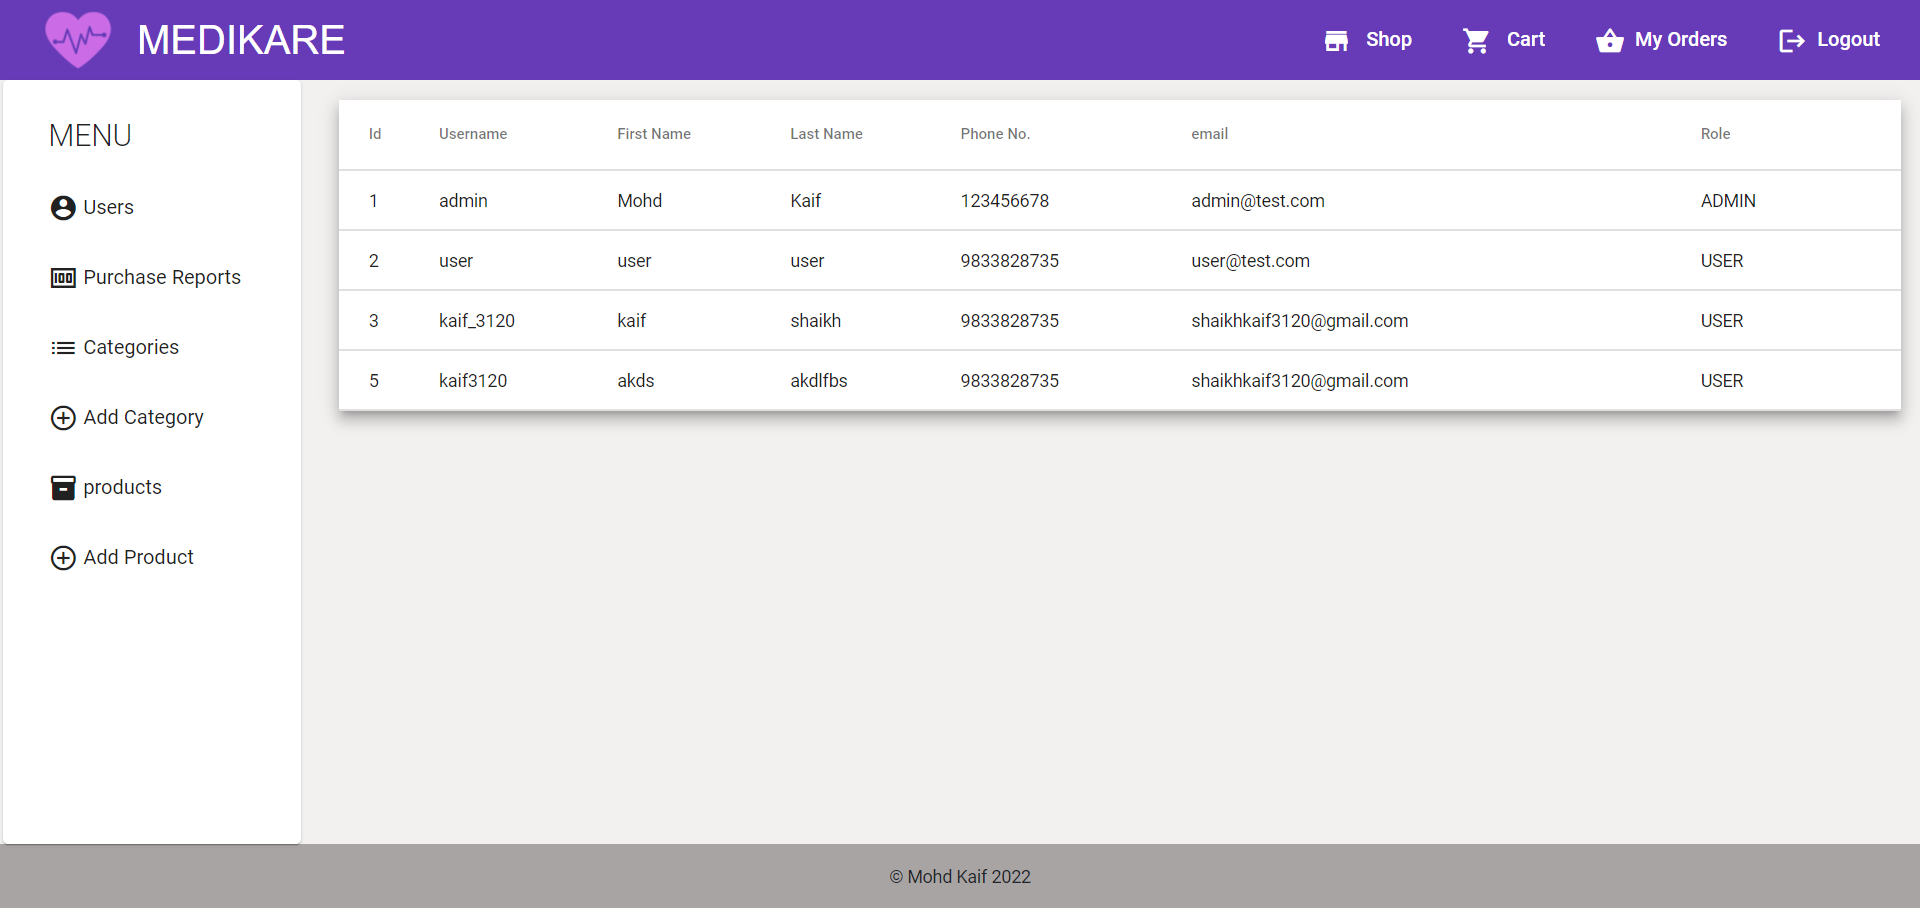 MEDIKARE
Shop Cart My Orders Logout
MENU
Users
Purchase Reports
Categories
Add Category
products
Add Product
Id Username First Name Last Name Phone No. email Role
1 admin Mohd Kaif 123456678 admin@test.com ADMIN
2 user user user 9833828735 user@test.com USER
3 kaif_3120 kaif shaikh 9833828735 shaikhkaif3120@gmail.com USER
5 kaif3120 akds akdlfbs 9833828735 shaikhkaif3120@gmail.com USER
© Mohd Kaif 2022